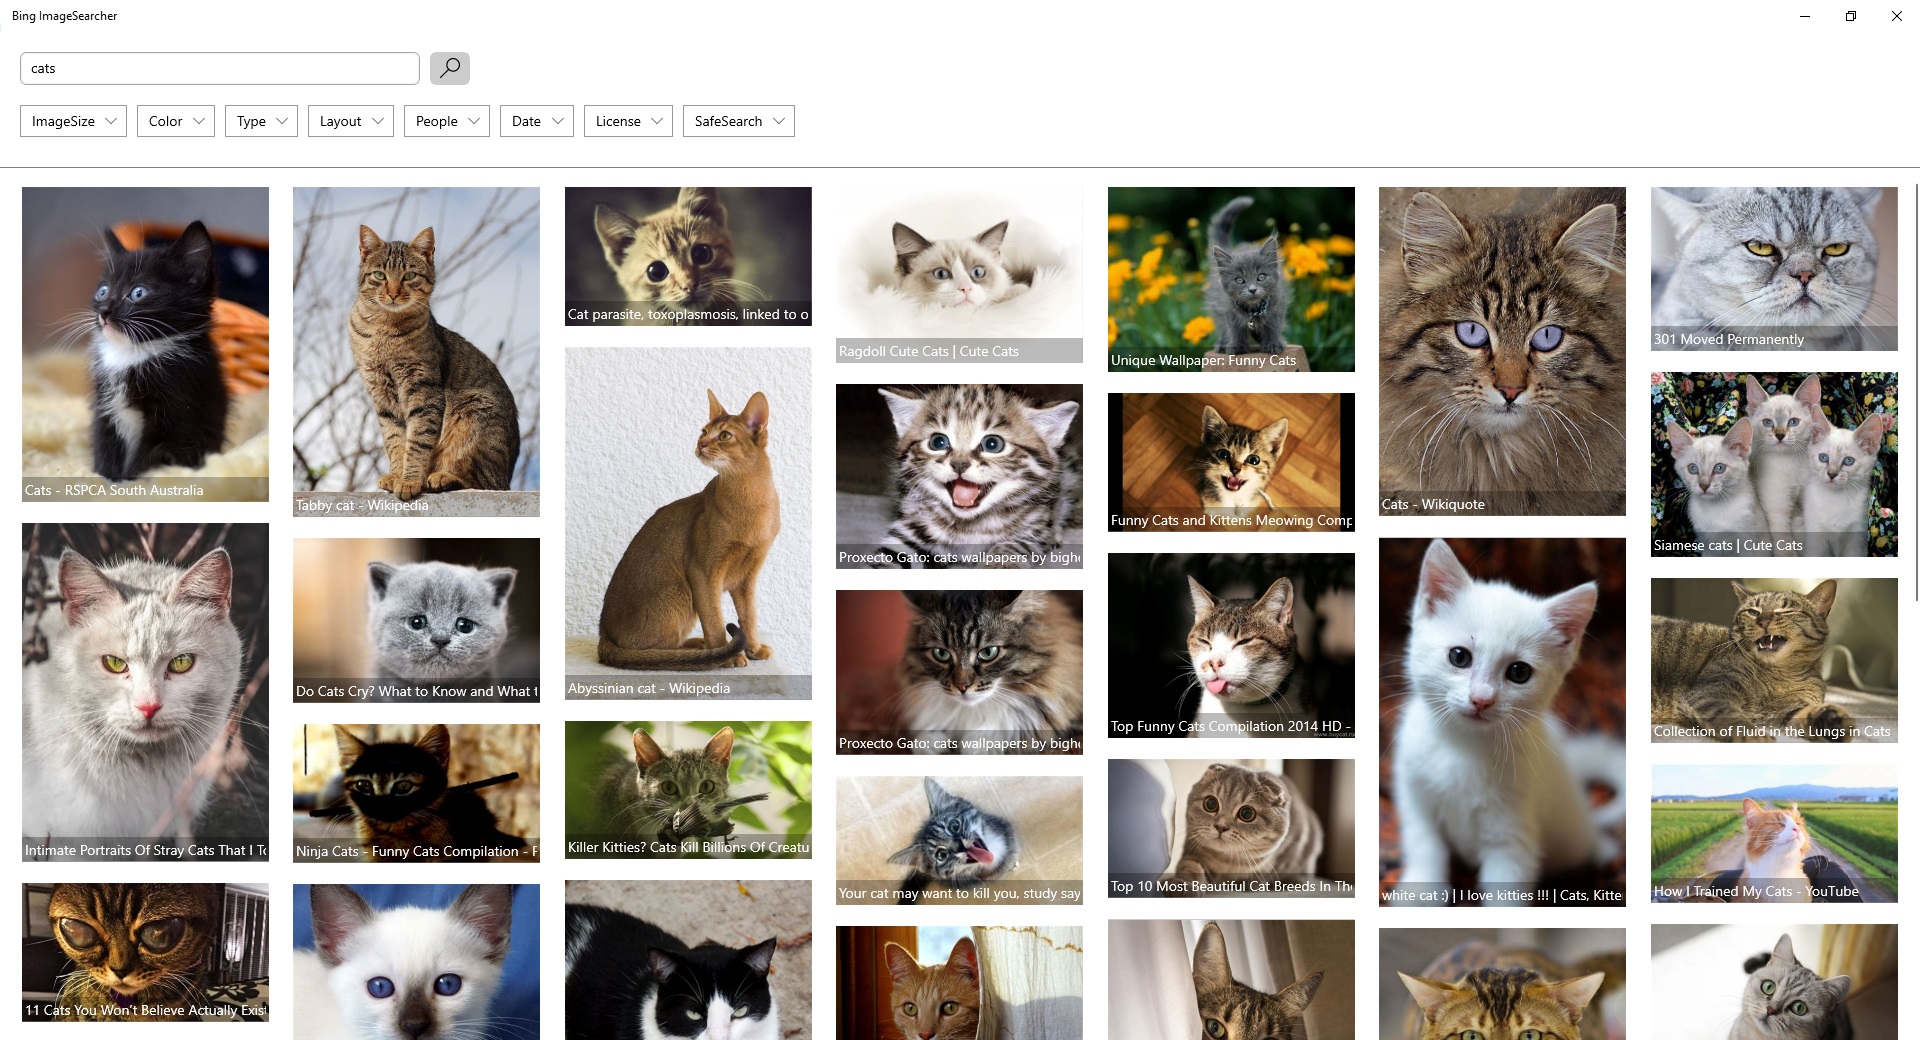 Bing ImageSearcher
cats
ImageSize Color Type Layout People Date License SafeSearch
Cat parasite, toxoplasmosis, linked to o
301 Moved Permanently
Ragdoll Cute Cats | Cute Cats
Unique Wallpaper: Funny Cats
Cats - RSPCA South Australia
Tabby cat - Wikipedia
Cats - Wikiquote
Funny Cats and Kittens Meowing Comp
Siamese cats | Cute Cats
Proxecto Gato: cats wallpapers by bigh
Abyssinian cat - Wikipedia
Do Cats Cry? What to Know and What t
Top Funny Cats Compilation 2014 HD -
Collection of Fluid in the Lungs in Cats
Proxecto Gato: cats wallpapers by bigh
Intimate Portraits Of Stray Cats That I To
Ninja Cats - Funny Cats Compilation - F
Killer Kitties? Cats Kill Billions Of Creatu
Your cat may want to kill you, study say
Top 10 Most Beautiful Cat Breeds In The
white cat :) | I love kitties !!! | Cats, Kitte
How I Trained My Cats - YouTube
11 Cats You Won’t Believe Actually Exist